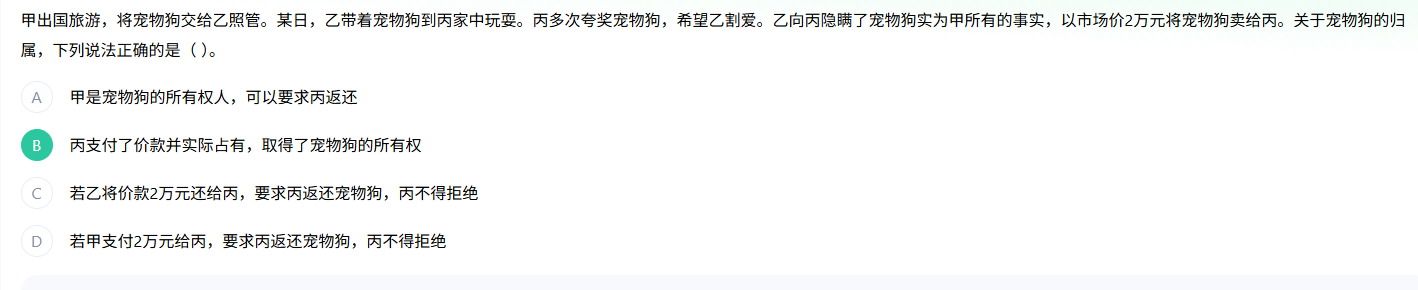 甲出国旅游，将宠物狗交给乙照管。某日，乙带着宠物狗到丙家中玩耍。丙多次夸奖宠物狗，希望乙割爱。乙向丙隐瞒了宠物狗实为甲所有的事实，以市场价2万元将宠物狗卖给丙。关于宠物狗的归
属，下列说法正确的是（ ）。
A 甲是宠物狗的所有权人，可以要求丙返还
B 丙支付了价款并实际占有，取得了宠物狗的所有权
C 若乙将价款2万元还给丙，要求丙返还宠物狗，丙不得拒绝
D 若甲支付2万元给丙，要求丙返还宠物狗，丙不得拒绝